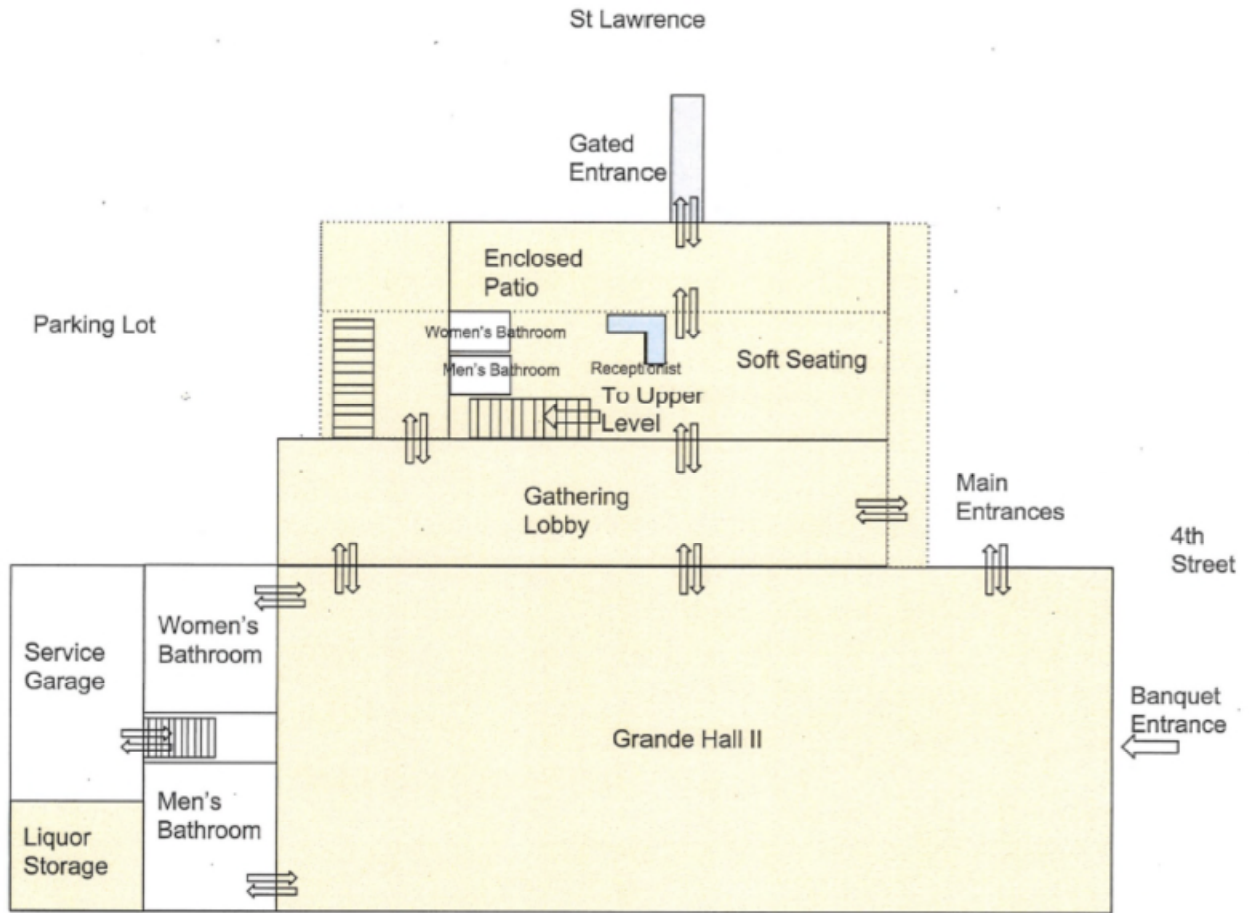 St Lawrence
Gated
Entrance
Enclosed
Patio
Parking Lot
Women's Bathroom
Men's Bathroom
Receptionist
Soft Seating
To Upper
Level
Gathering
Lobby
Main
Entrances
4th
Street
Women's
Bathroom
Service
Garage
Banquet
Entrance
Grande Hall II
Men's
Bathroom
Liquor
Storage